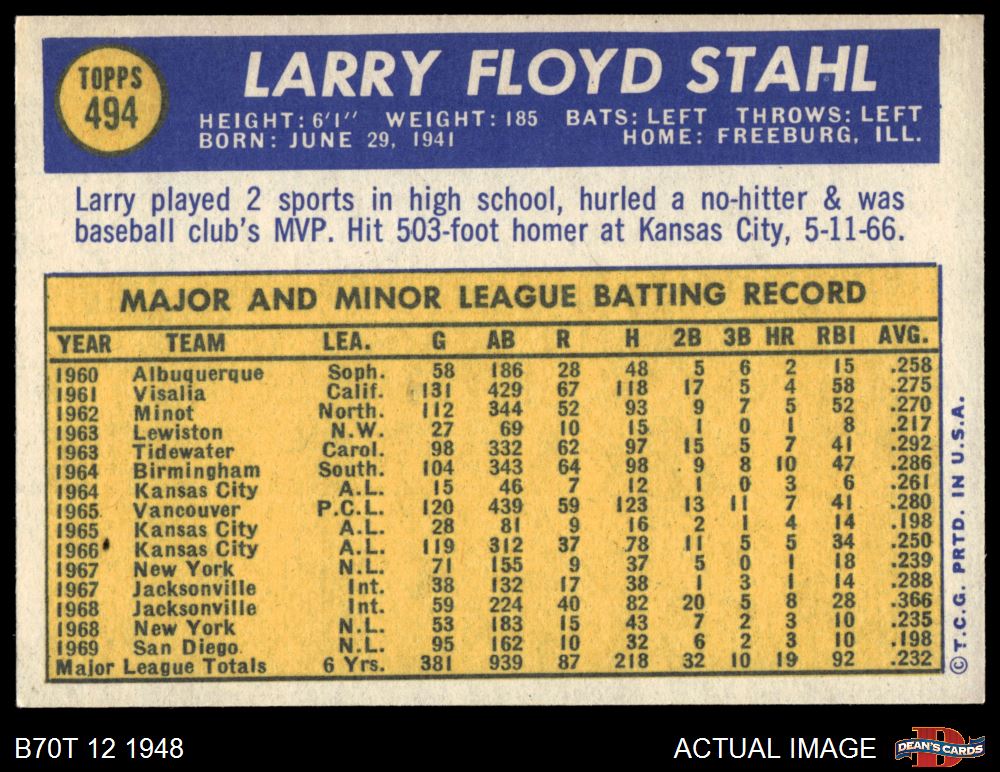 TOPPS
494
LARRY FLOYD STAHL
HEIGHT: 6'1" WEIGHT: 185 BATS: LEFT THROWS: LEFT
BORN: JUNE 29, 1941 HOME: FREEBURG, ILL.
Larry played 2 sports in high school, hurled a no-hitter & was
baseball club's MVP. Hit 503-foot homer at Kansas City, 5-11-66.
MAJOR AND MINOR LEAGUE BATTING RECORD
YEAR TEAM LEA. G AB R H 2B 3B HR RBI AVG.
1960 Albuquerque Soph. 58 186 28 48 5 6 2 15 .258
1961 Visalia Calif. 131 429 67 118 17 5 4 58 .275
1962 Minot North. 112 344 52 93 9 7 5 52 .270
1963 Lewiston N.W. 27 69 10 15 1 0 1 8 .217
1963 Tidewater Carol. 98 332 62 97 15 5 7 41 .292
1964 Birmingham South. 104 343 64 98 9 8 10 47 .286
1964 Kansas City A.L. 15 46 7 12 1 0 3 6 .261
1965 Vancouver P.C.L. 120 439 59 123 13 11 7 41 .280
1965 Kansas City A.L. 28 81 9 16 2 1 4 14 .198
1966 Kansas City A.L. 119 312 37 78 11 5 5 34 .250
1967 New York N.L. 71 155 9 37 5 0 1 18 .239
1967 Jacksonville Int. 38 132 17 38 1 3 1 14 .288
1968 Jacksonville Int. 59 224 40 82 20 5 8 28 .366
1968 New York N.L. 53 183 15 43 7 2 3 10 .235
1969 San Diego N.L. 95 162 10 32 6 2 3 10 .198
Major League Totals 6 Yrs. 381 939 87 218 32 10 19 92 .232
© T.C.G. PRTD. IN U.S.A.
B70T 12 1948
ACTUAL IMAGE
D
DEAN'S CARDS